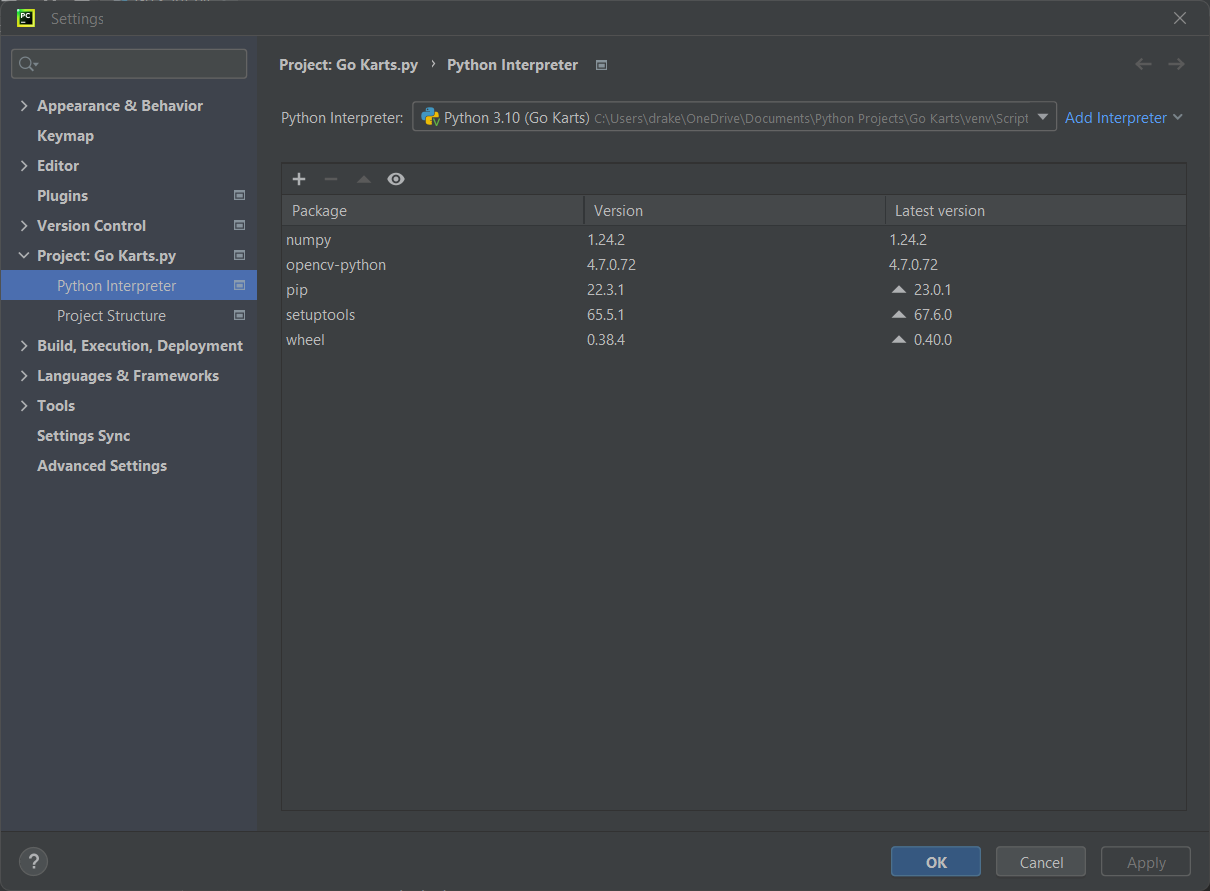 PC
Settings
Project: Go Karts.py › Python Interpreter
Python Interpreter: Python 3.10 (Go Karts) C:\Users\drake\OneDrive\Documents\Python Projects\Go Karts\venv\Script Add Interpreter
Appearance & Behavior
Keymap
Editor
Plugins
Version Control
Project: Go Karts.py
Python Interpreter
Project Structure
Build, Execution, Deployment
Languages & Frameworks
Tools
Settings Sync
Advanced Settings
Package Version Latest version
numpy 1.24.2 1.24.2
opencv-python 4.7.0.72 4.7.0.72
pip 22.3.1 23.0.1
setuptools 65.5.1 67.6.0
wheel 0.38.4 0.40.0
? OK Cancel Apply